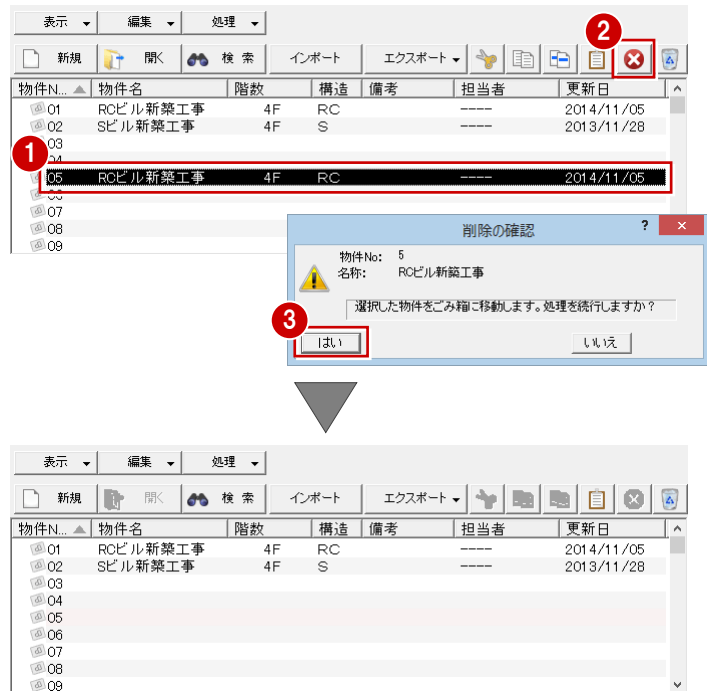 表示 編集 処理
新規 開く 検 索 インポート エクスポート
2
物件N... 物件名 階数 構造 備考 担当者 更新日
01 RCビル新築工事 4F RC ---- 2014/11/05
02 Sビル新築工事 4F S ---- 2013/11/28
03
1
04
05 RCビル新築工事 4F RC ---- 2014/11/05
06
07
08
09
削除の確認 ? ×
物件No: 5
名称: RCビル新築工事
選択した物件をごみ箱に移動します。処理を続行しますか?
3
はい いいえ
表示 編集 処理
新規 開く 検 索 インポート エクスポート
物件N... 物件名 階数 構造 備考 担当者 更新日
01 RCビル新築工事 4F RC ---- 2014/11/05
02 Sビル新築工事 4F S ---- 2013/11/28
03
04
05
06
07
08
09